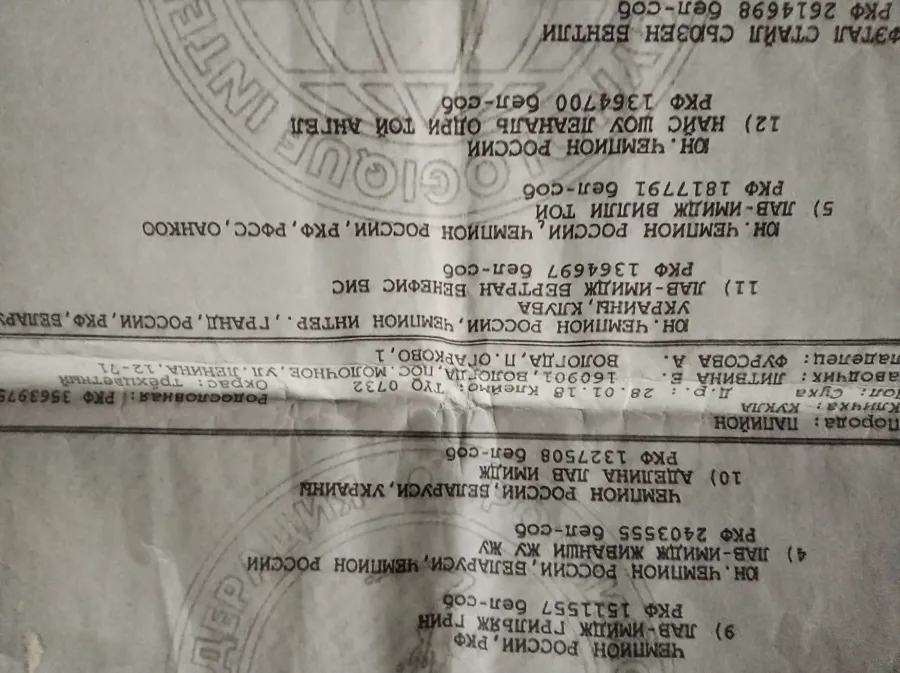 ЧЕМПИОН РОССИИ, РКФ
9) ЛАВ-ИМИДЖ ГРИЛЬЯЖ ГРИН
РКФ 1511557 бел-соб
ЮН.ЧЕМПИОН РОССИИ,БЕЛАРУСИ,ЧЕМПИОН РОССИИ
4) ЛАВ-ИМИДЖ ЖИВАНШИ ЖУ ЖУ
РКФ 2403555 бел-соб
ЧЕМПИОН РОССИИ,БЕЛАРУСИ,УКРАИНЫ
10) АДЕЛИНА ЛАВ ИМИДЖ
РКФ 1327508 бел-соб
Порода: ПАПИЙОН
Кличка: КУКЛА
Пол: Сука Д.р.: 28.01.18 Клеймо: TYQ 0732 Родословная: РКФ 3563975
аводчик: ЛИТВИНА Е. 160901,ВОЛОГДА,ПОС.МОЛОЧНОЕ,УЛ.ЛЕНИНА,12-71 Окрас: трёхцветный
ладелец: ФУРСОВА А. ВОЛОГДА,П.ОГАРКОВО,1
ЮН.ЧЕМПИОН РОССИИ,ЧЕМПИОН ИНТЕР.,ГРАНД,РОССИИ,РКФ,БЕЛАРУ
УКРАИНЫ,КЛУБА
11) ЛАВ-ИМИДЖ БЕРТРАН БЕНЕФИС БИС
РКФ 1364697 бел-соб
ЮН.ЧЕМПИОН РОССИИ,ЧЕМПИОН РОССИИ,РКФ,РФСС,ОАНКОО
5) ЛАВ-ИМИДЖ ВИЛЛИ ТОЙ
РКФ 1817791 бел-соб
ЮН.ЧЕМПИОН РОССИИ
12) НАЙС ШОУ ЛЕАНАЛЬ ОДРИ ТОЙ АНГЕЛ
РКФ 1364700 бел-соб
ФЭТАЛ СТАЙЛ СЬЮЗЕН БЕНТЛИ
РКФ 2614698 бел-соб